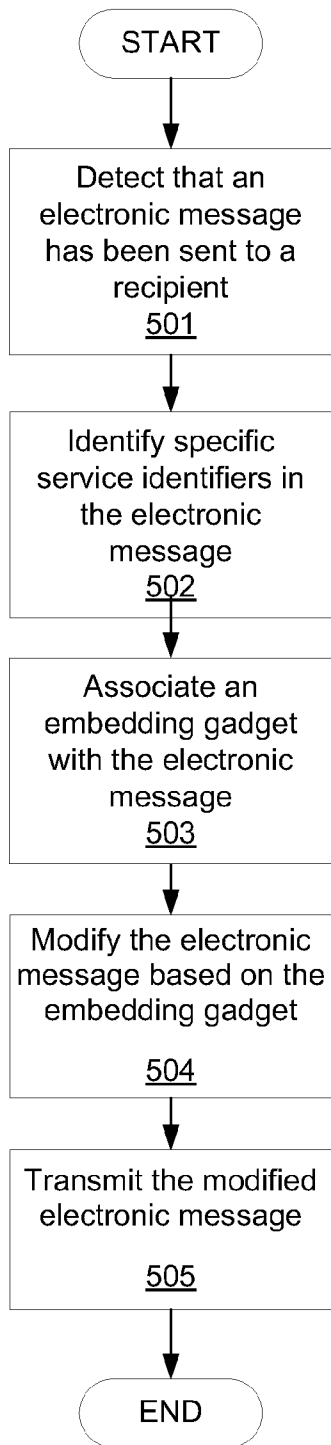 START
Detect that an
electronic message
has been sent to a
recipient
501
Identify specific
service identifiers in
the electronic
message
502
Associate an
embedding gadget
with the electronic
message
503
Modify the electronic
message based on the
embedding gadget
504
Transmit the modified
electronic message
505
END